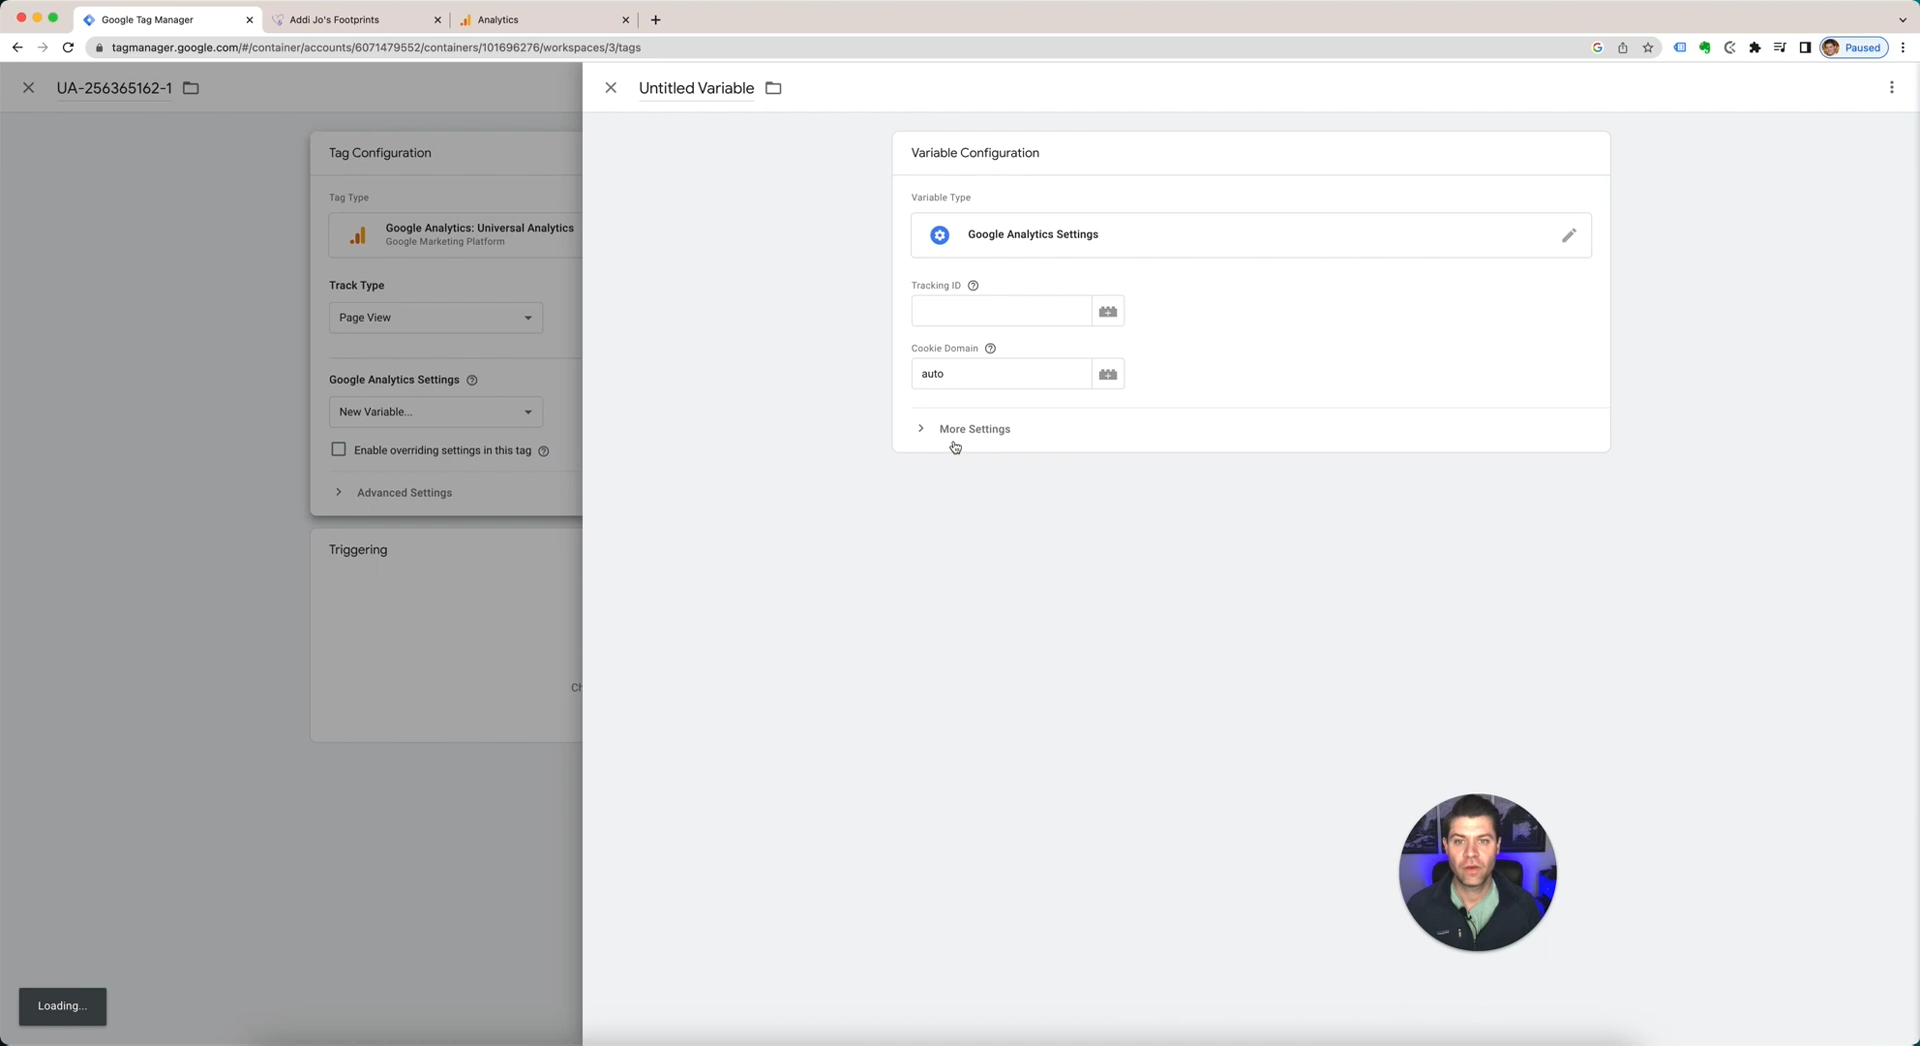 Google Tag Manager
Addi Jo's Footprints
Analytics
tagmanager.google.com/#/container/accounts/6071479552/containers/101696276/workspaces/3/tags
Paused
UA-256365162-1
Untitled Variable
Tag Configuration
Tag Type
Google Analytics: Universal Analytics
Google Marketing Platform
Track Type
Page View
Google Analytics Settings
New Variable...
Enable overriding settings in this tag
Advanced Settings
Triggering
Ch
Variable Configuration
Variable Type
Google Analytics Settings
Tracking ID
Cookie Domain
auto
More Settings
Loading...